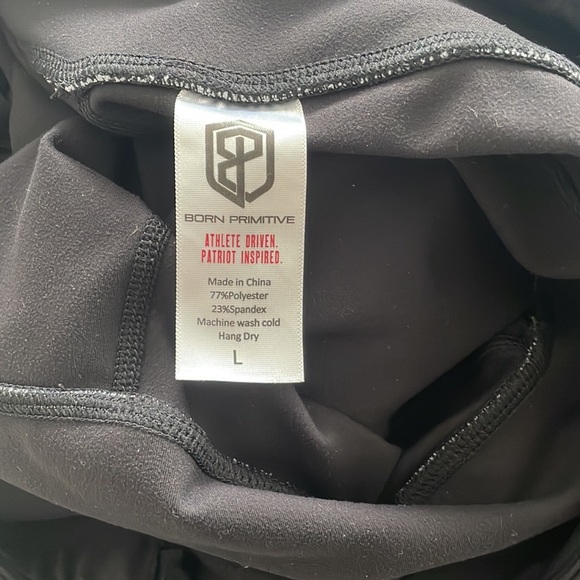 BORN PRIMITIVE
ATHLETE DRIVEN.
PATRIOT INSPIRED.
Made in China
77%Polyester
23%Spandex
Machine wash cold
Hang Dry
L